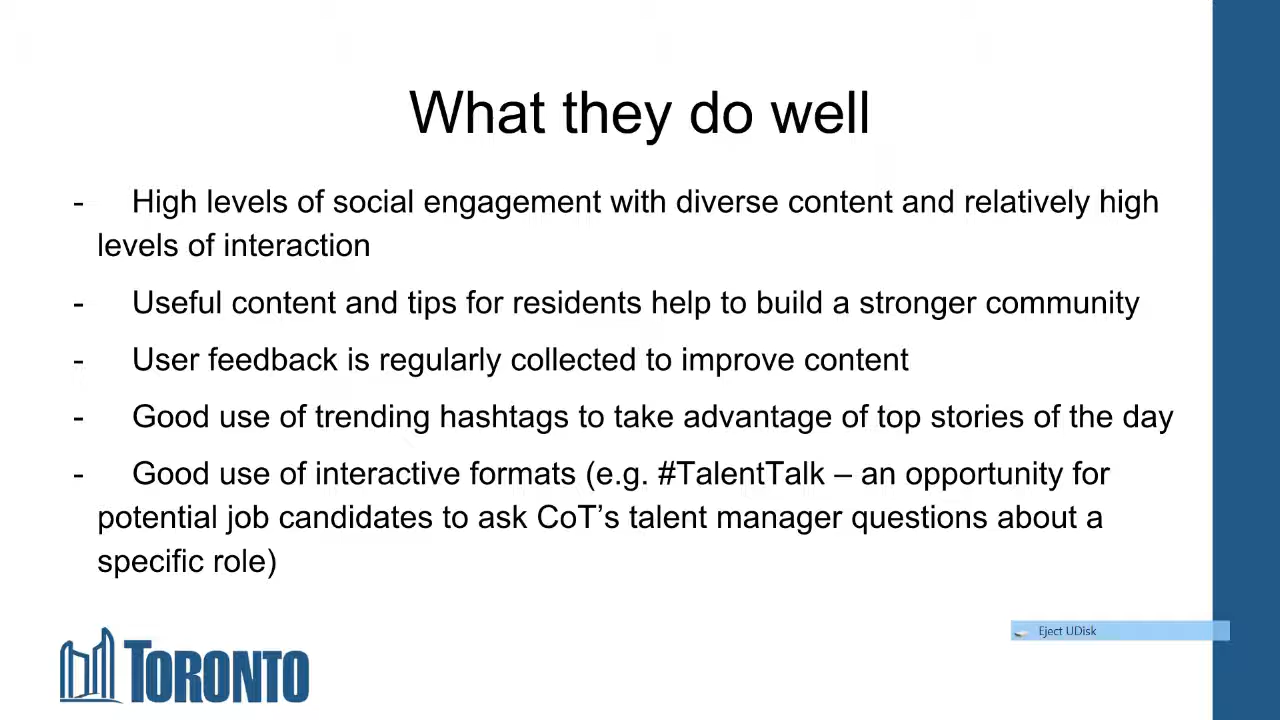 What they do well
- High levels of social engagement with diverse content and relatively high
levels of interaction
- Useful content and tips for residents help to build a stronger community
- User feedback is regularly collected to improve content
- Good use of trending hashtags to take advantage of top stories of the day
- Good use of interactive formats (e.g. #TalentTalk – an opportunity for
potential job candidates to ask CoT’s talent manager questions about a
specific role)
Eject UDisk
TORONTO